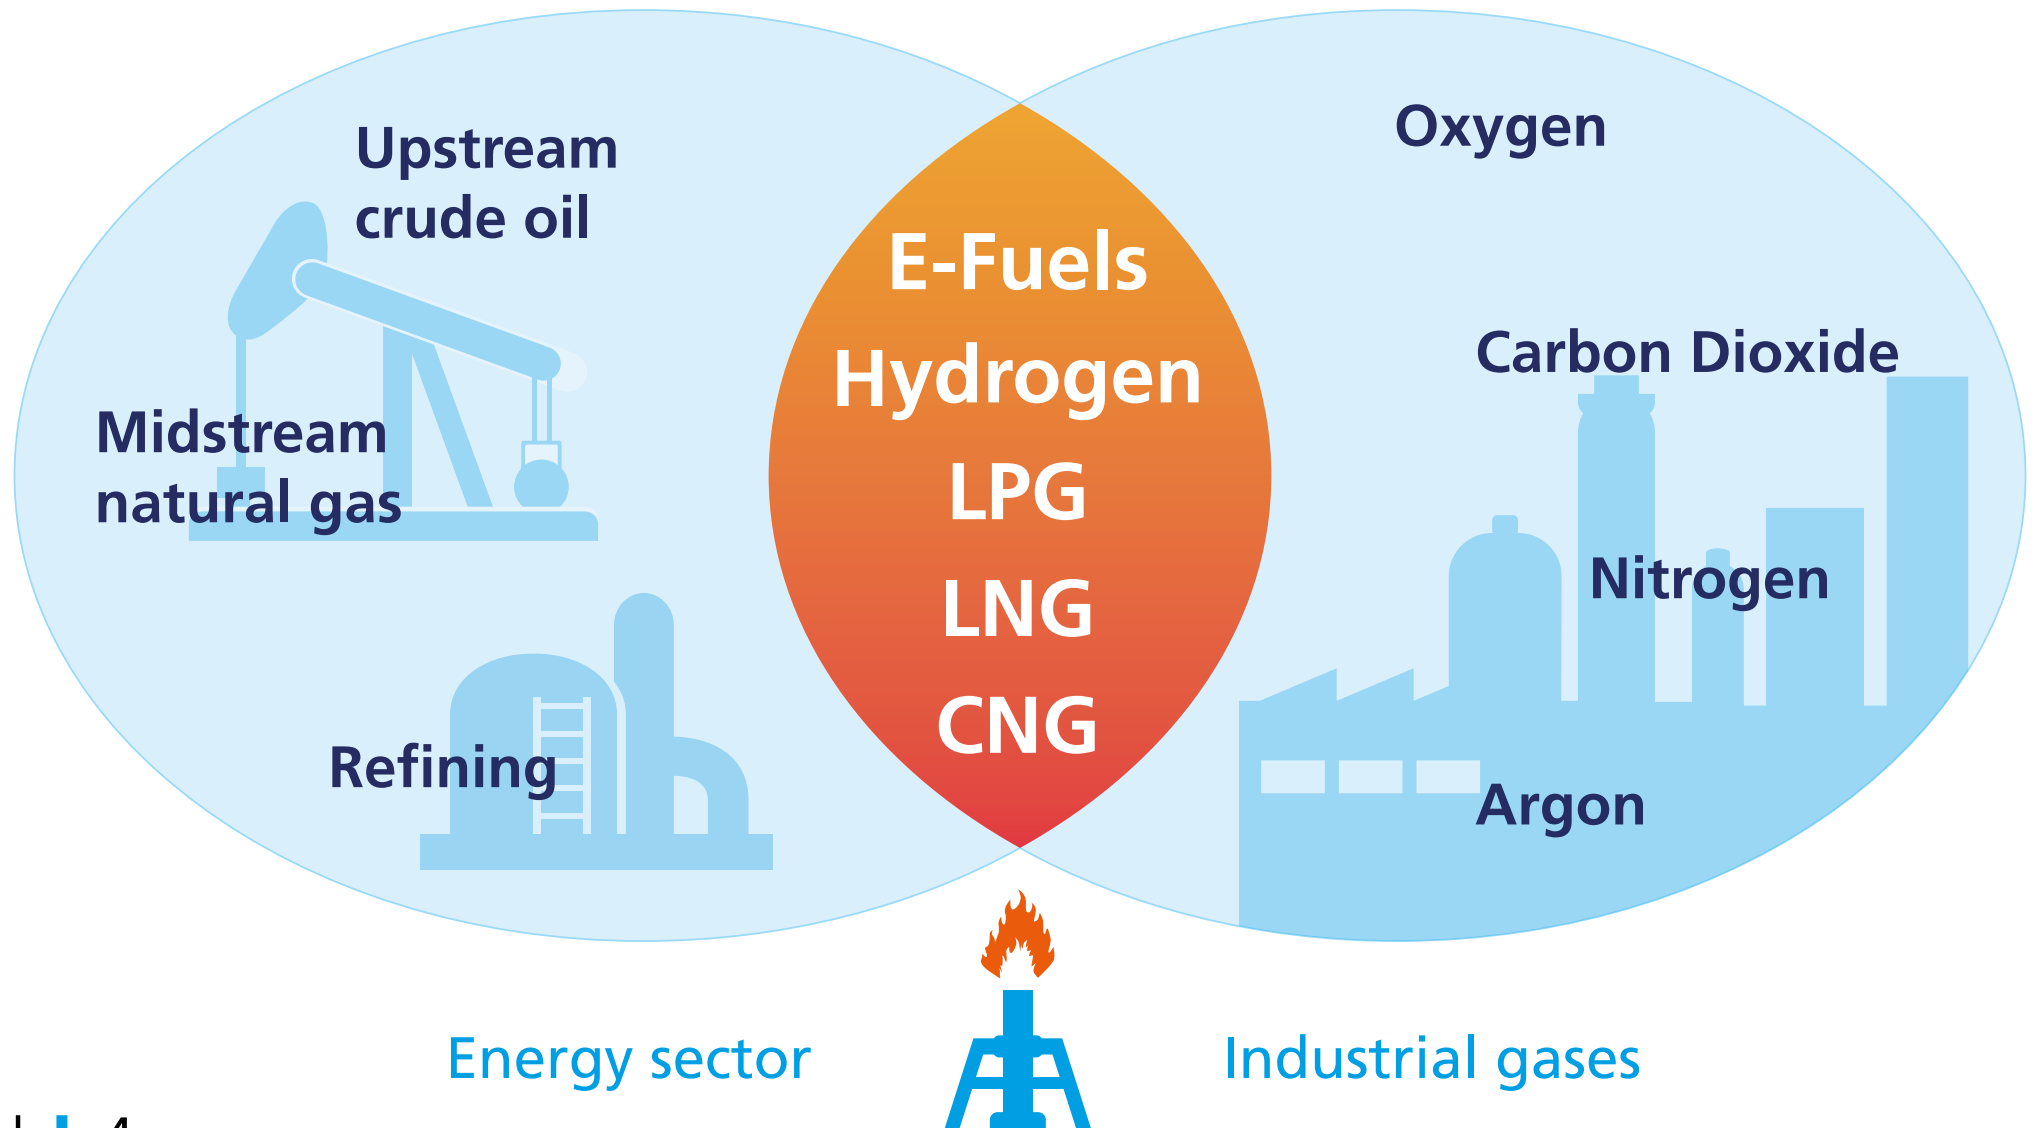 Upstream
crude oil
Midstream
natural gas
Refining
E-Fuels
Hydrogen
LPG
LNG
CNG
Oxygen
Carbon Dioxide
Nitrogen
Argon
Energy sector
Industrial gases